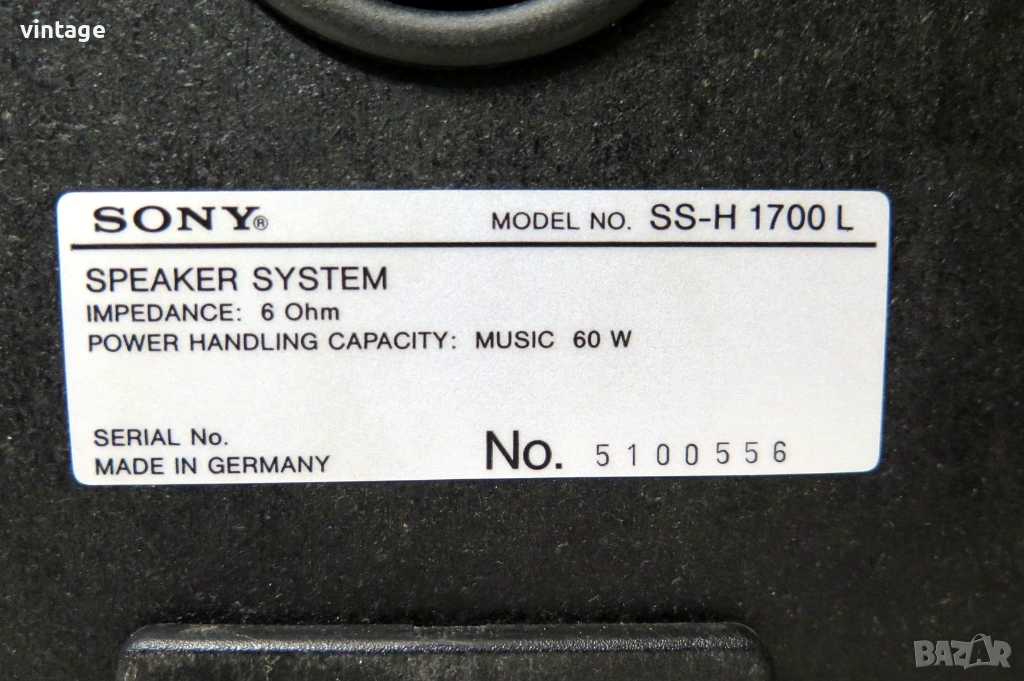 vintage
SONY® MODEL NO. SS-H 1700 L
SPEAKER SYSTEM
IMPEDANCE: 6 Ohm
POWER HANDLING CAPACITY: MUSIC 60 W
SERIAL No.
MADE IN GERMANY No. 5100556
BAZAR